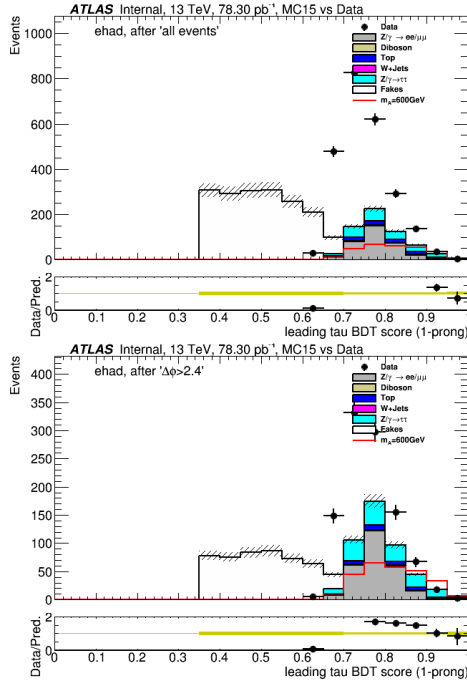 ATLAS Internal, 13 TeV, 78.30 pb⁻¹, MC15 vs Data
Events
ehad, after 'all events'
Data
Z/γ → ee/μμ
Diboson
Top
W+Jets
Z/γ→ττ
Fakes
m_A=600GeV
1000
800
600
400
200
0
Data/Pred.
2
0
0 0.1 0.2 0.3 0.4 0.5 0.6 0.7 0.8 0.9 1
leading tau BDT score (1-prong)
ATLAS Internal, 13 TeV, 78.30 pb⁻¹, MC15 vs Data
Events
ehad, after 'Δϕ>2.4'
Data
Z/γ → ee/μμ
Diboson
Top
W+Jets
Z/γ→ττ
Fakes
m_A=600GeV
400
350
300
250
200
150
100
50
0
Data/Pred.
2
0
0 0.1 0.2 0.3 0.4 0.5 0.6 0.7 0.8 0.9 1
leading tau BDT score (1-prong)